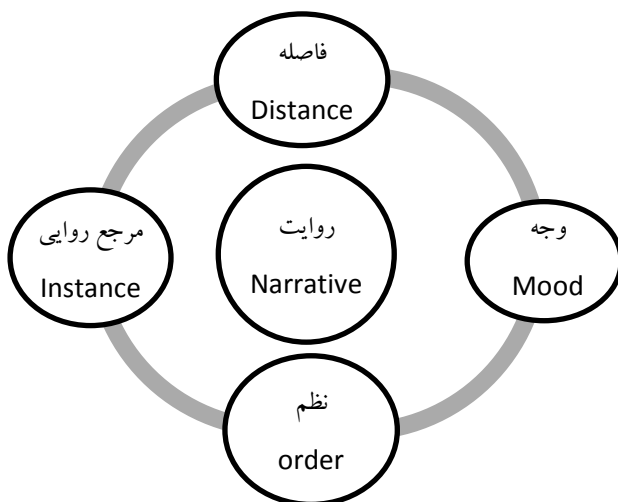 فاصله
Distance
مرجع روایی
Instance
روایت
Narrative
وجه
Mood
نظم
order